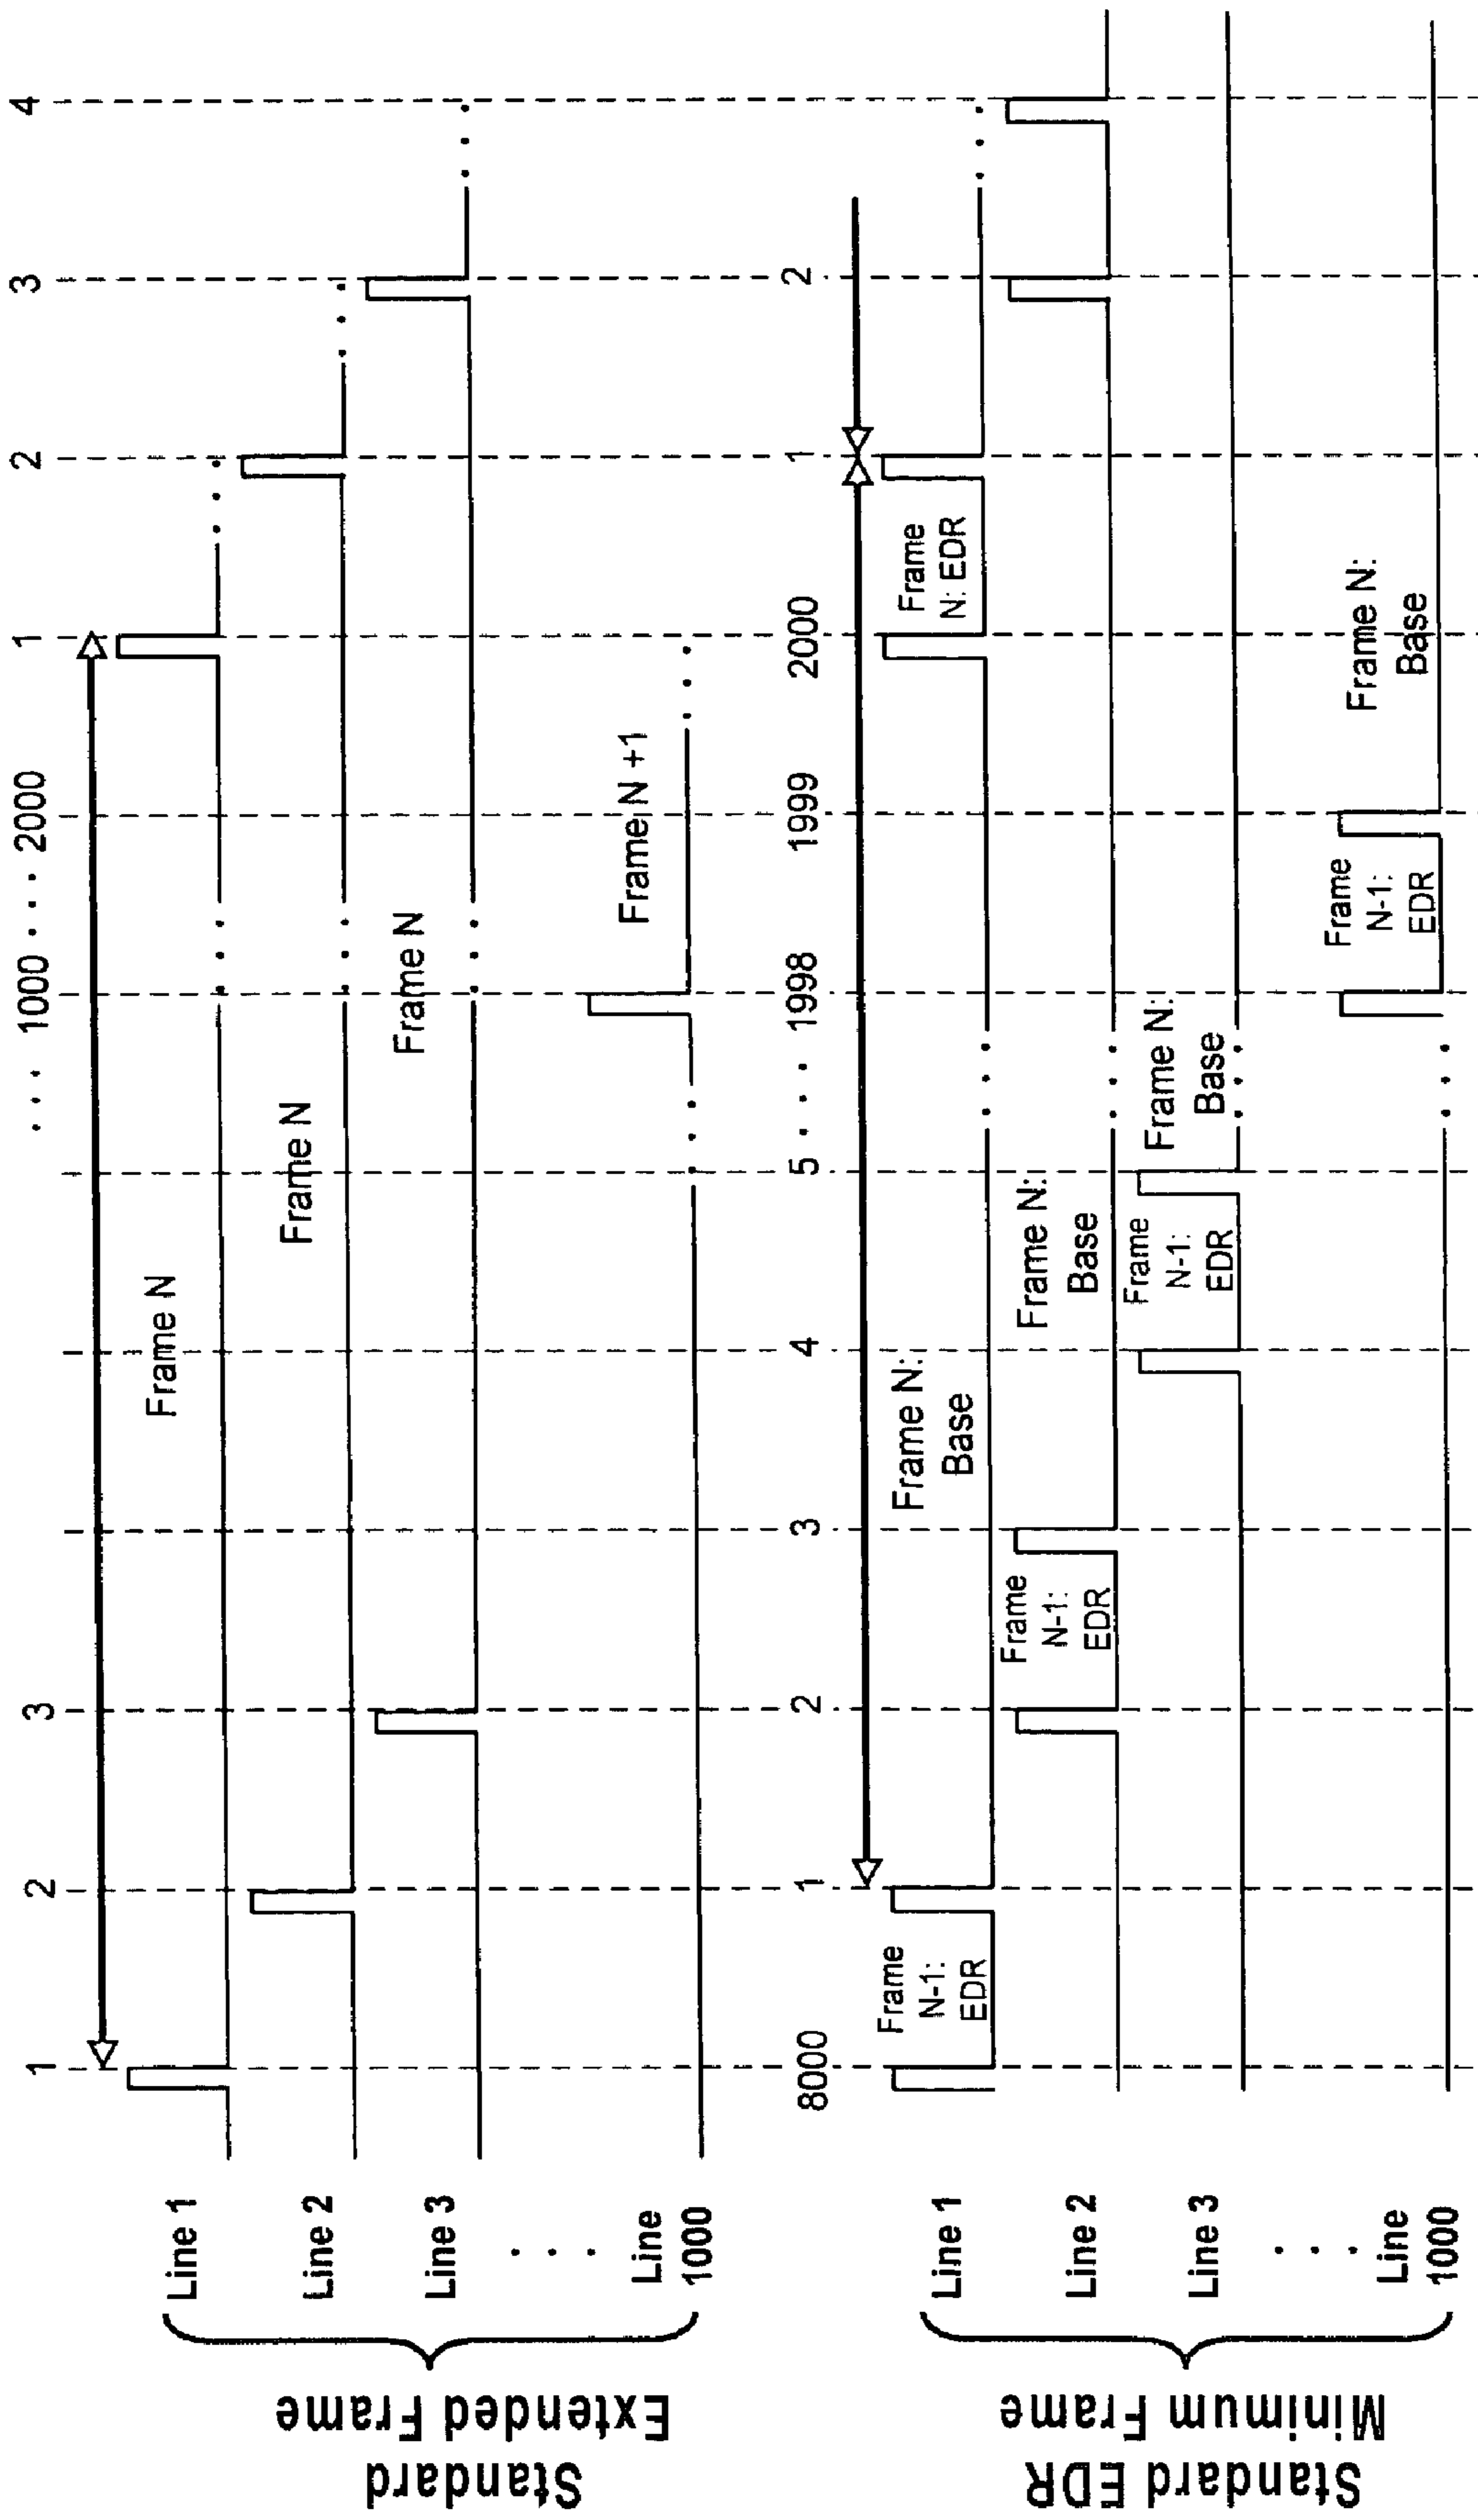 Standard
Extended Frame
1 2 3 ... 1000 ... 2000 1 2 3 4
Line 1
Frame N
Line 2
Frame N
Line 3
Frame N
Line
1000
Frame N +1
Standard EDR
Minimum Frame
8000 1 2 3 4 5 ... 1998 1999 2000 1 2
Line 1
Frame
N-1:
EDR
Frame N:
Base
Frame
N: EDR
Line 2
Frame
N-1:
EDR
Frame N:
Base
Line 3
Frame
N-1:
EDR
Frame N:
Base
Line
1000
Frame
N-1:
EDR
Frame N:
Base